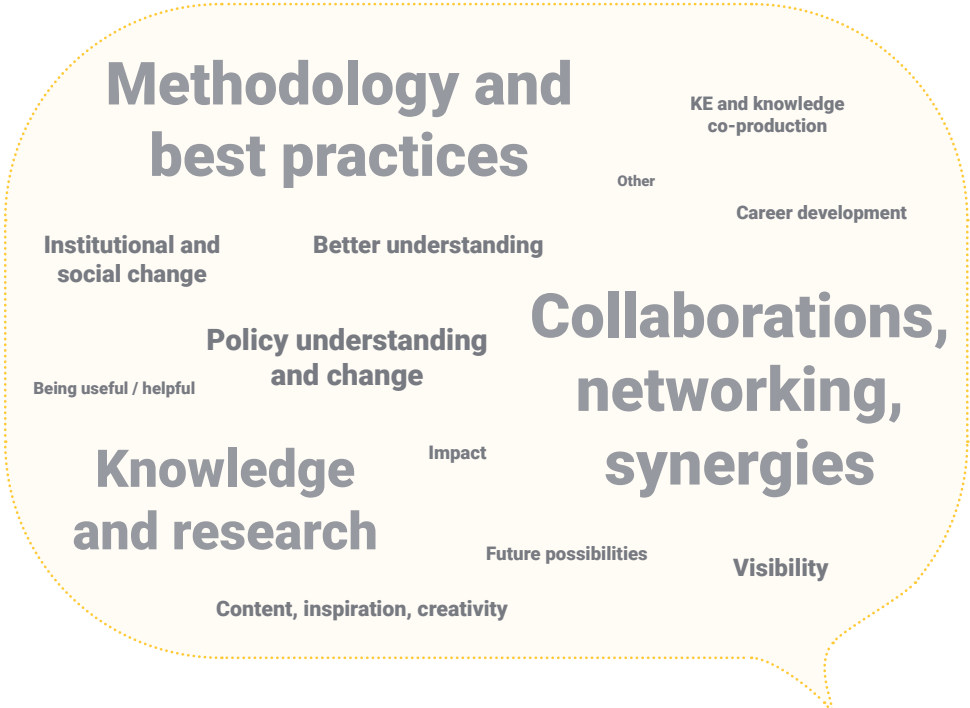 Methodology and
best practices
KE and knowledge
co-production
Other
Career development
Institutional and
social change
Better understanding
Collaborations,
networking,
synergies
Policy understanding
and change
Being useful / helpful
Knowledge
and research
Impact
Future possibilities
Visibility
Content, inspiration, creativity